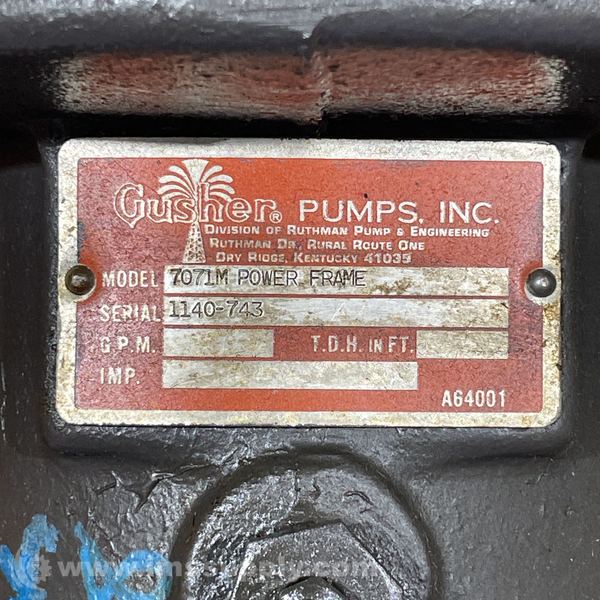 Gusher® PUMPS, INC.
DIVISION OF RUTHMAN PUMP & ENGINEERING
RUTHMAN DR., RURAL ROUTE ONE
DRY RIDGE, KENTUCKY 41035
MODEL 7071M POWER FRAME
SERIAL 1140-743
G.P.M. T.D.H. IN FT.
IMP.
A64001